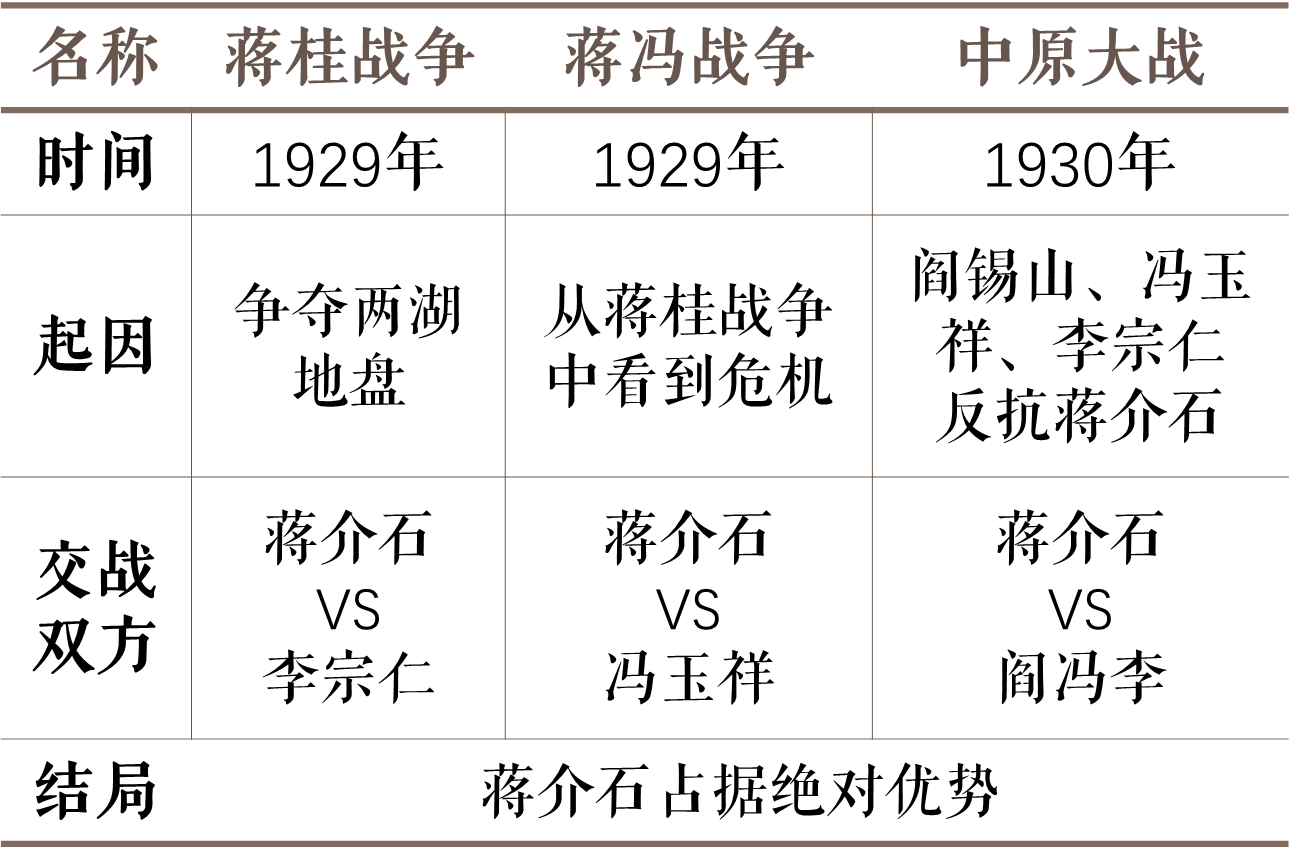 名称 蒋桂战争 蒋冯战争 中原大战
时间 1929年 1929年 1930年
起因
争夺两湖
地盘
从蒋桂战争
中看到危机
阎锡山、冯玉
祥、李宗仁
反抗蒋介石
交战
双方
蒋介石
VS
李宗仁
蒋介石
VS
冯玉祥
蒋介石
VS
阎冯李
结局 蒋介石占据绝对优势